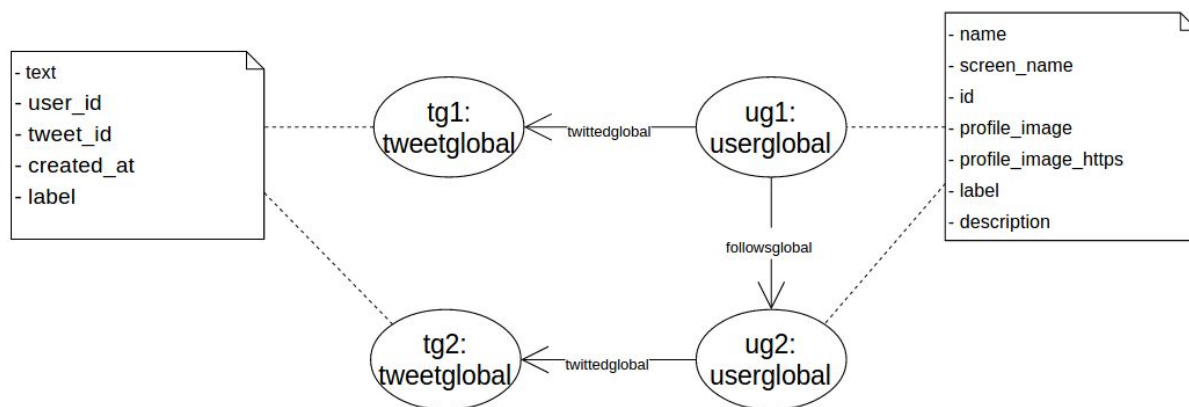 - text
- user_id
- tweet_id
- created_at
- label
tg1:
tweetglobal
twittedglobal
ug1:
userglobal
- name
- screen_name
- id
- profile_image
- profile_image_https
- label
- description
followsglobal
tg2:
tweetglobal
twittedglobal
ug2:
userglobal